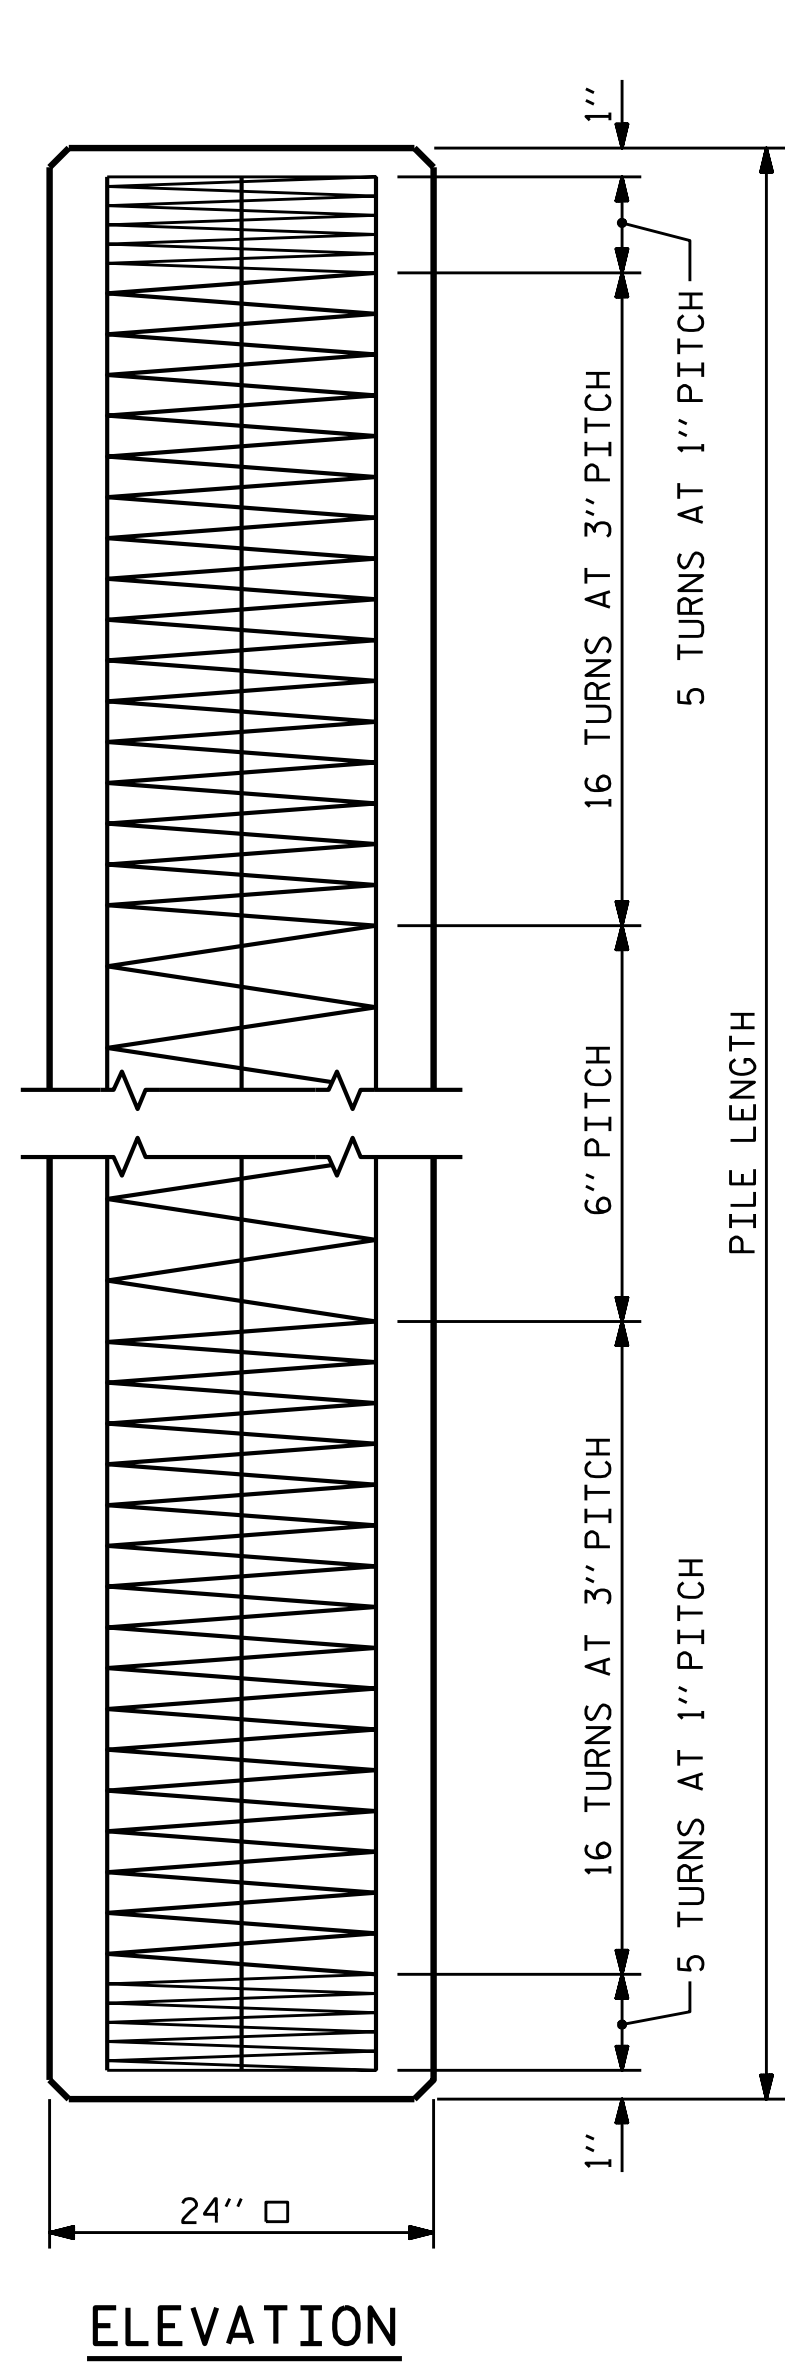 1''
5 TURNS AT 1'' PITCH
16 TURNS AT 3'' PITCH
6'' PITCH
PILE LENGTH
16 TURNS AT 3'' PITCH
5 TURNS AT 1'' PITCH
1''
24'' □
ELEVATION